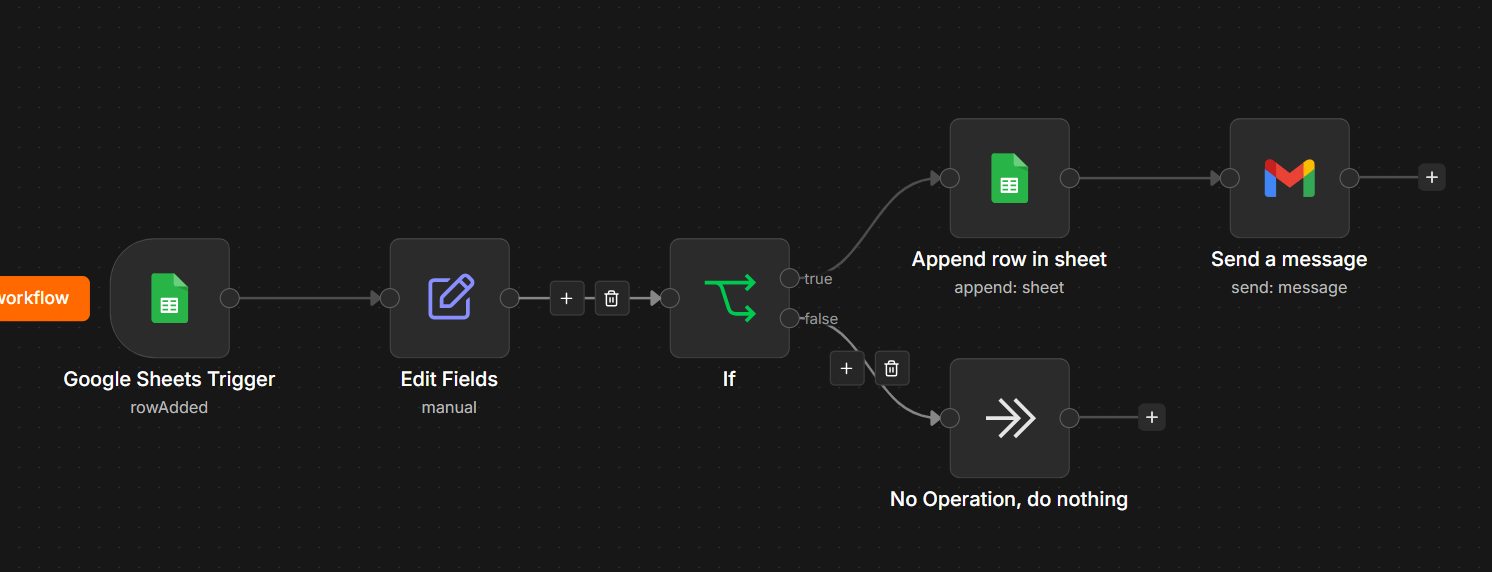 workflow
Google Sheets Trigger
rowAdded
Edit Fields
manual
If
true
false
Append row in sheet
append: sheet
Send a message
send: message
No Operation, do nothing